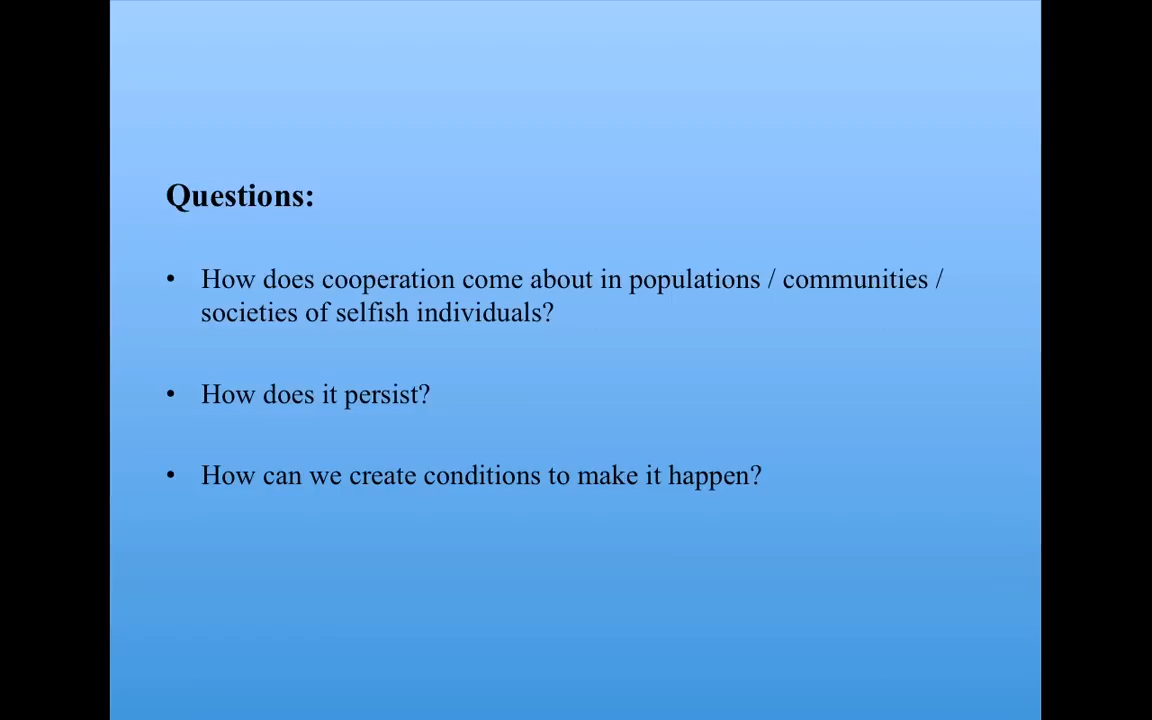 Questions:
• How does cooperation come about in populations / communities /
societies of selfish individuals?
• How does it persist?
• How can we create conditions to make it happen?